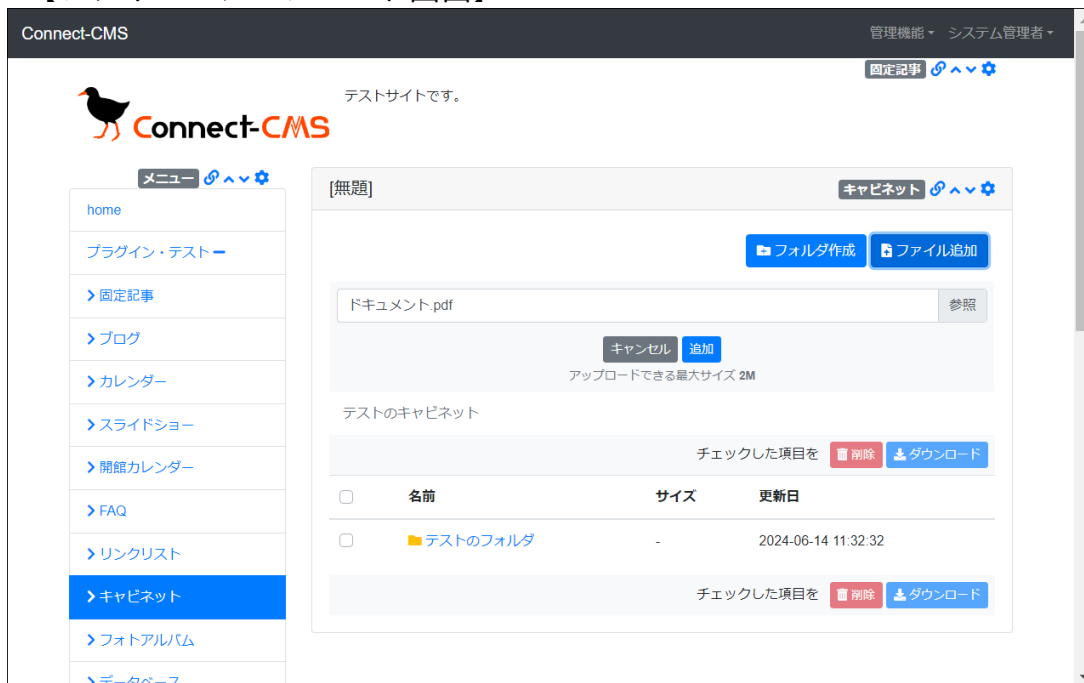 Connect-CMS
管理機能 システム管理者
固定記事
テストサイトです。
Connect-CMS
メニュー
[無題]
キャビネット
home
プラグイン・テスト
フォルダ作成 ファイル追加
固定記事
ドキュメント.pdf 参照
ブログ
キャンセル 追加
アップロードできる最大サイズ 2M
カレンダー
テストのキャビネット
スライドショー
チェックした項目を 削除 ダウンロード
開館カレンダー
名前 サイズ 更新日
FAQ
テストのフォルダ - 2024-06-14 11:32:32
リンクリスト
キャビネット
チェックした項目を 削除 ダウンロード
フォトアルバム
データベース